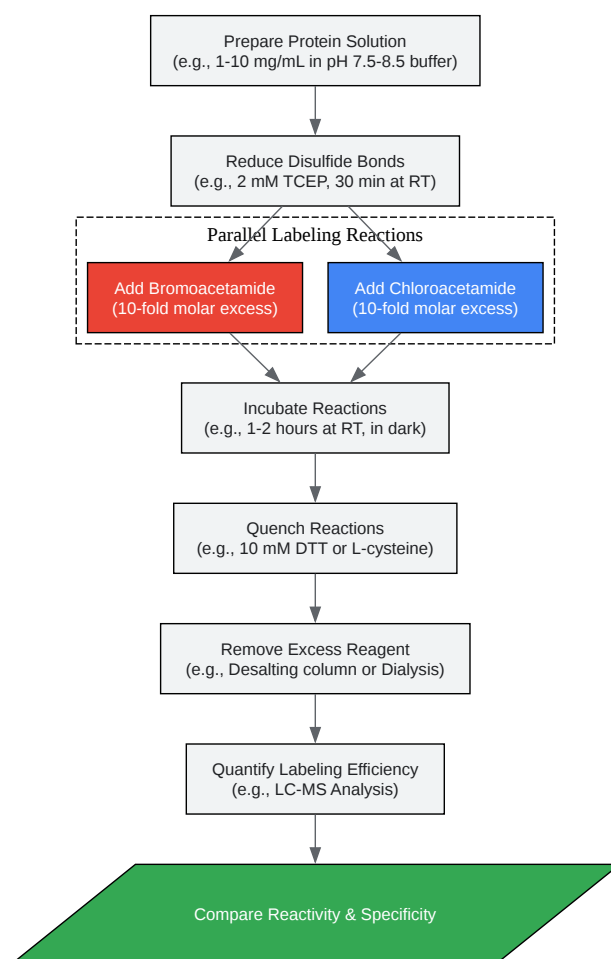 Prepare Protein Solution
(e.g., 1-10 mg/mL in pH 7.5-8.5 buffer)
Reduce Disulfide Bonds
(e.g., 2 mM TCEP, 30 min at RT)
Parallel Labeling Reactions
Add Bromoacetamide
(10-fold molar excess)
Add Chloroacetamide
(10-fold molar excess)
Incubate Reactions
(e.g., 1-2 hours at RT, in dark)
Quench Reactions
(e.g., 10 mM DTT or L-cysteine)
Remove Excess Reagent
(e.g., Desalting column or Dialysis)
Quantify Labeling Efficiency
(e.g., LC-MS Analysis)
Compare Reactivity & Specificity